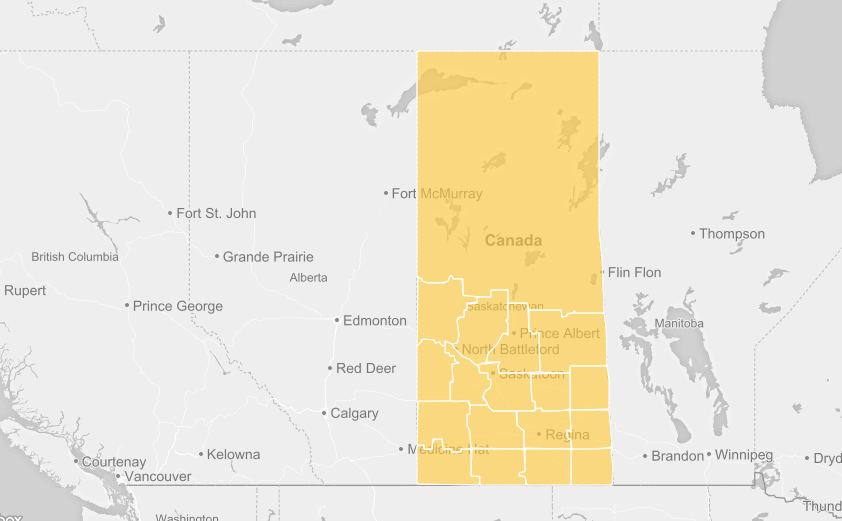 Fort McMurray
Fort St. John
Thompson
Canada
British Columbia
Grande Prairie
Flin Flon
Alberta
Rupert
Prince George
Saskatchewan
Edmonton
Manitoba
Prince Albert
North Battleford
Red Deer
Saskatoon
Calgary
Regina
Medicine Hat
Kelowna
Brandon
Winnipeg
Dryd
Courtenay
Vancouver
Thund
Washington